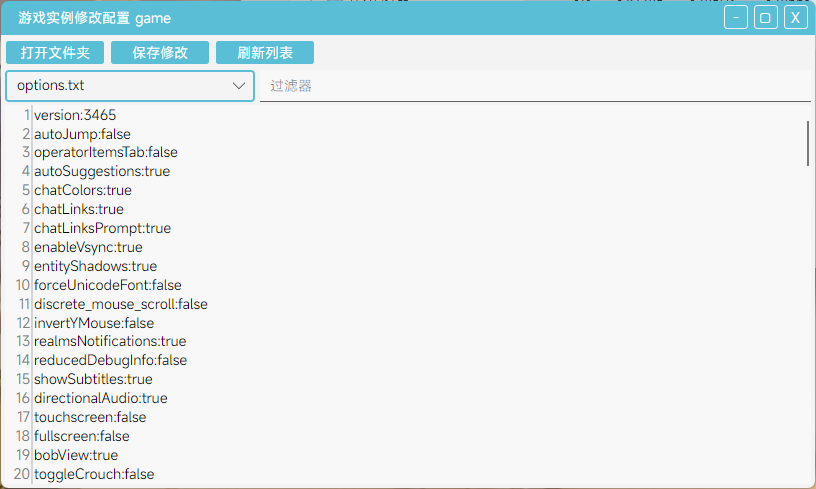 游戏实例修改配置 game
- X
打开文件夹 保存修改 刷新列表
options.txt 过滤器
1 version:3465
2 autoJump:false
3 operatorItemsTab:false
4 autoSuggestions:true
5 chatColors:true
6 chatLinks:true
7 chatLinksPrompt:true
8 enableVsync:true
9 entityShadows:true
10 forceUnicodeFont:false
11 discrete_mouse_scroll:false
12 invertYMouse:false
13 realmsNotifications:true
14 reducedDebugInfo:false
15 showSubtitles:true
16 directionalAudio:true
17 touchscreen:false
18 fullscreen:false
19 bobView:true
20 toggleCrouch:false